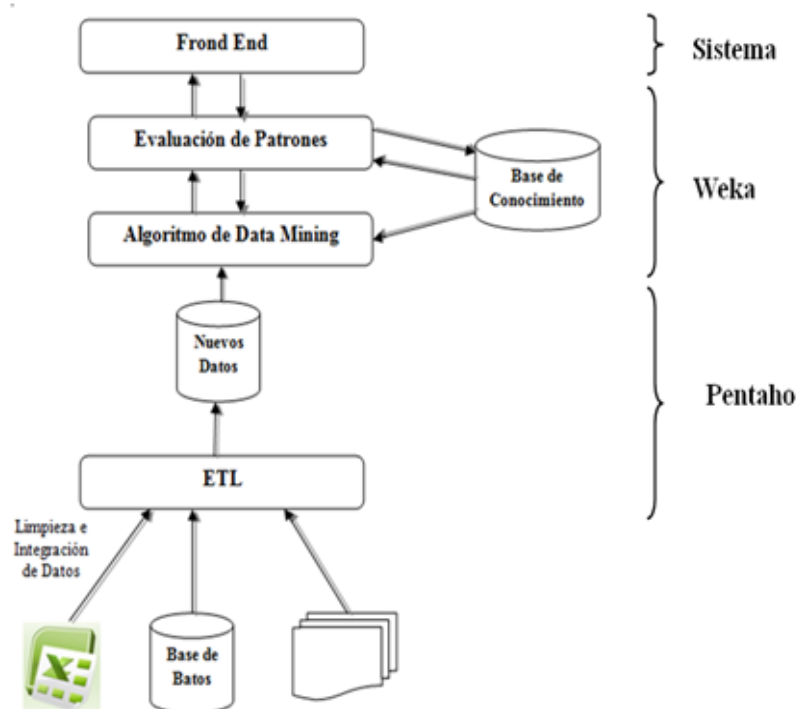 Frond End
Sistema
Evaluación de Patrones
Base de
Conocimiento
Weka
Algoritmo de Data Mining
Nuevos
Datos
Pentaho
ETL
Limpieza e
Integración
de Datos
Base de
Batos